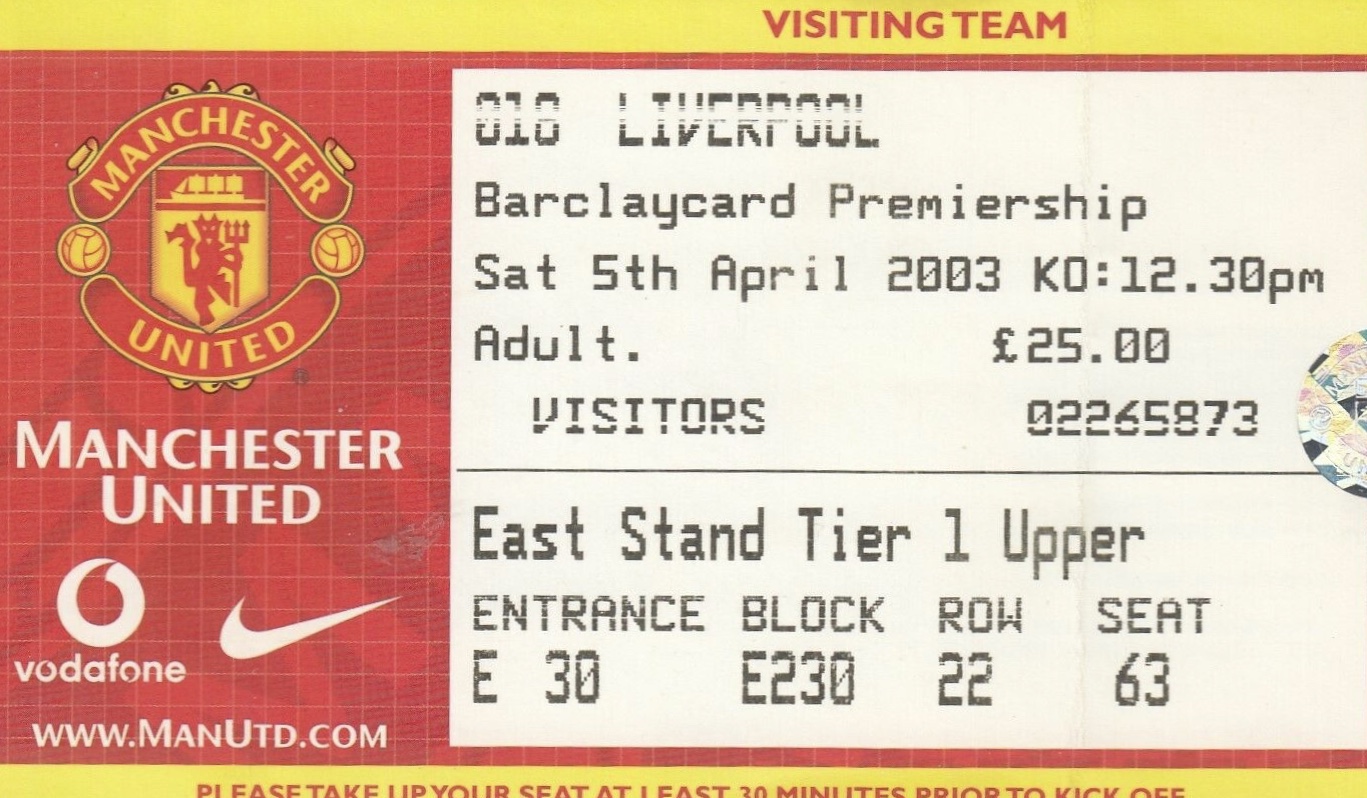 VISITING TEAM
MANCHESTER
UNITED
®
MANCHESTER
UNITED
vodafone
WWW.MANUTD.COM
018 LIVERPOOL
Barclaycard Premiership
Sat 5th April 2003 KO:12.30pm
Adult. £25.00
VISITORS 02265873
East Stand Tier 1 Upper
ENTRANCE BLOCK ROW SEAT
E 30 E230 22 63
PLEASE TAKE UP YOUR SEAT AT LEAST 30 MINUTES PRIOR TO KICK OFF